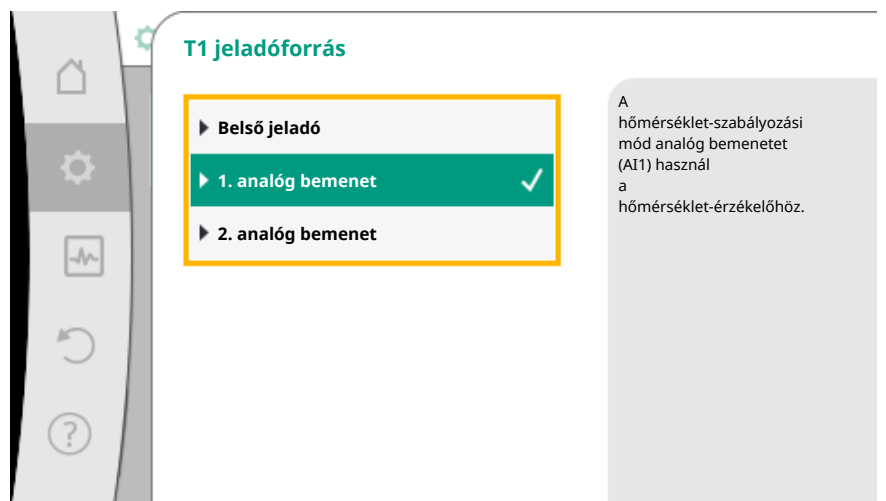 T1 jeladóforrás
Belső jeladó
1. analóg bemenet
2. analóg bemenet
A
hőmérséklet-szabályozási
mód analóg bemenetet
(AI1) használ
a
hőmérséklet-érzékelőhöz.